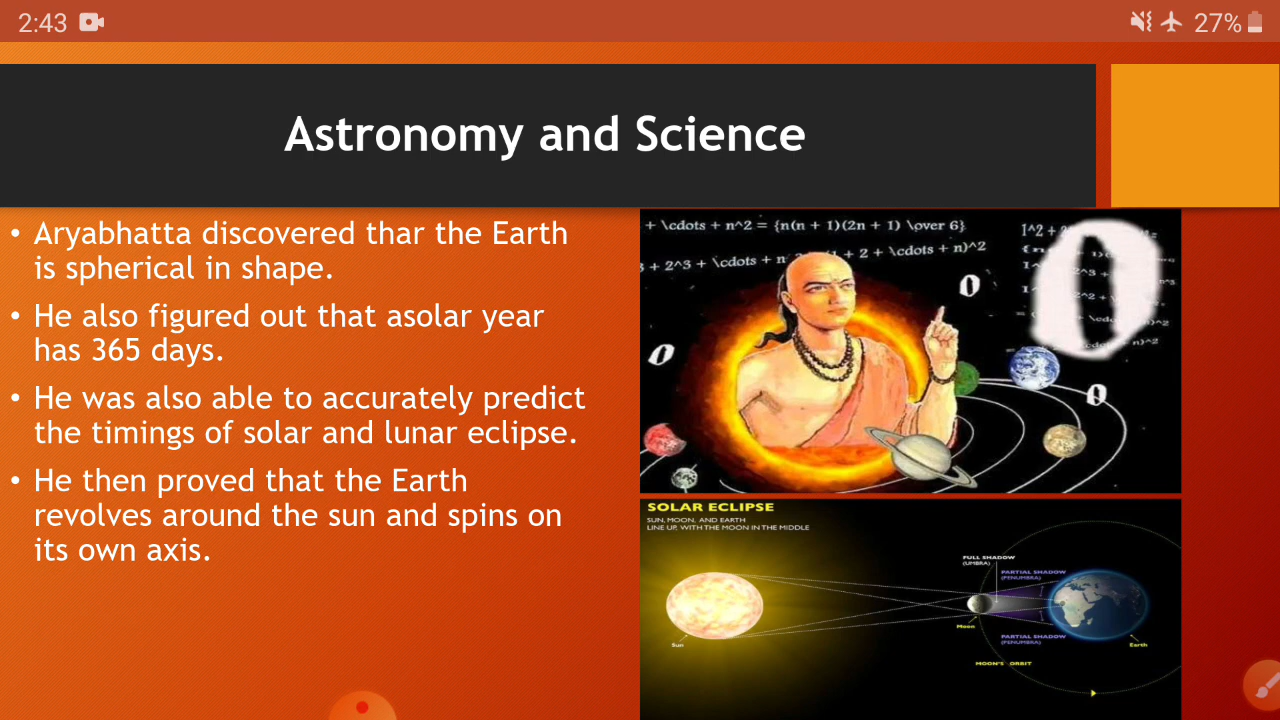 2:43
27%
Astronomy and Science
• Aryabhatta discovered thar the Earth
is spherical in shape.
• He also figured out that asolar year
has 365 days.
• He was also able to accurately predict
the timings of solar and lunar eclipse.
• He then proved that the Earth
revolves around the sun and spins on
its own axis.
+ \cdots + n^2 = {n(n + 1)(2n + 1) \over 6}
3 + 2^3 + \cdots + n
+ 2 + \cdots + n)^2
0
0
0
0
SOLAR ECLIPSE
SUN, MOON, AND EARTH
LINE UP, WITH THE MOON IN THE MIDDLE
FULL SHADOW
(UMBRA)
PARTIAL SHADOW
(PENUMBRA)
Moon
Sun
PARTIAL SHADOW
(PENUMBRA)
Earth
MOON'S ORBIT